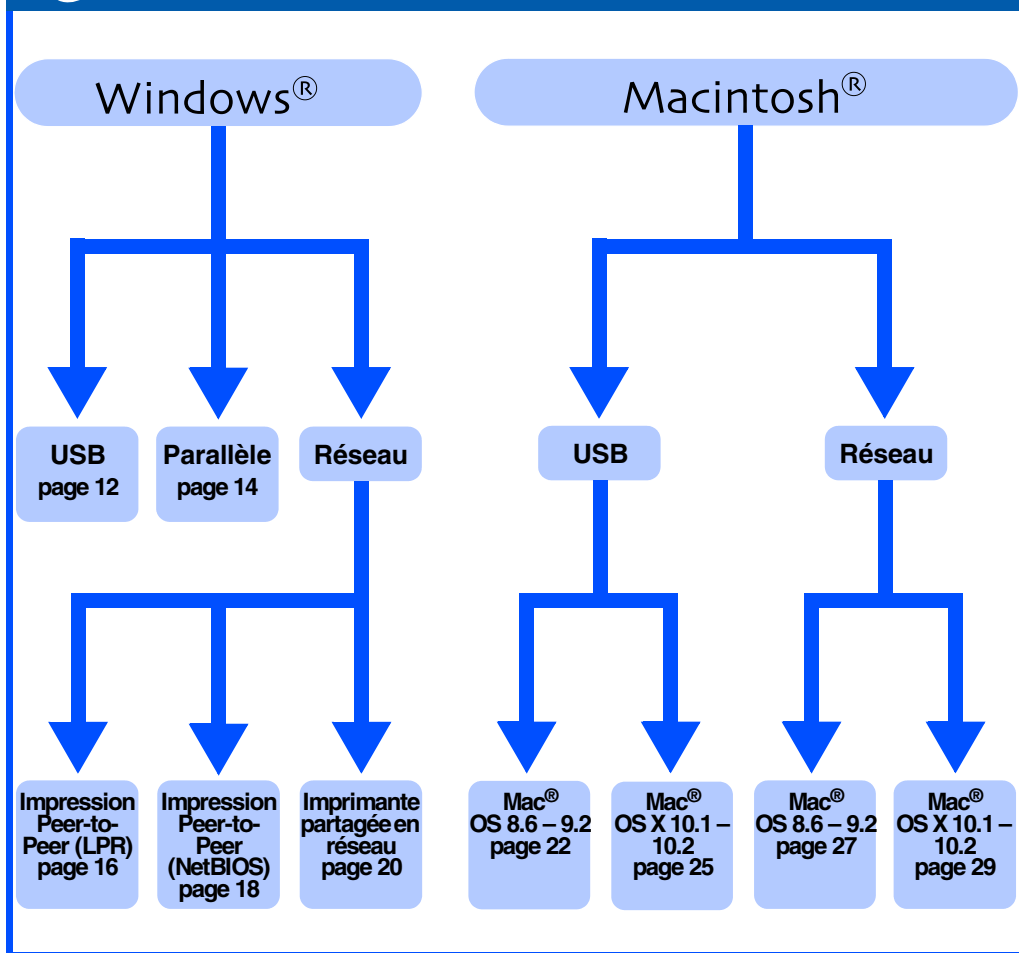 Windows®
Macintosh®
USB
page 12
Parallèle
page 14
Réseau
USB
Réseau
Impression
Peer-to-
Peer (LPR)
page 16
Impression
Peer-to-
Peer
(NetBIOS)
page 18
Imprimante
partagée en
réseau
page 20
Mac®
OS 8.6 – 9.2
page 22
Mac®
OS X 10.1 –
10.2
page 25
Mac®
OS 8.6 – 9.2
page 27
Mac®
OS X 10.1 –
10.2
page 29